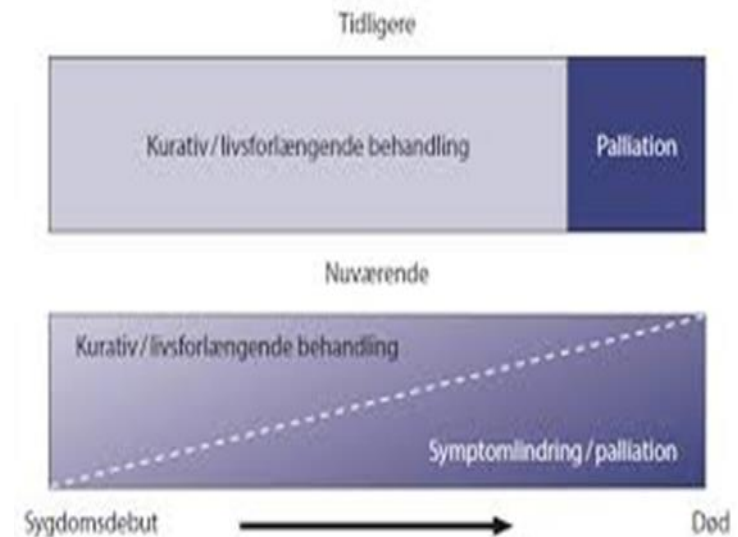 Tidligere
Kurativ/livsforlængende behandling
Palliation
Nuværende
Kurativ/livsforlængende behandling
Symptomlindring/palliation
Sygdomsdebut
Død